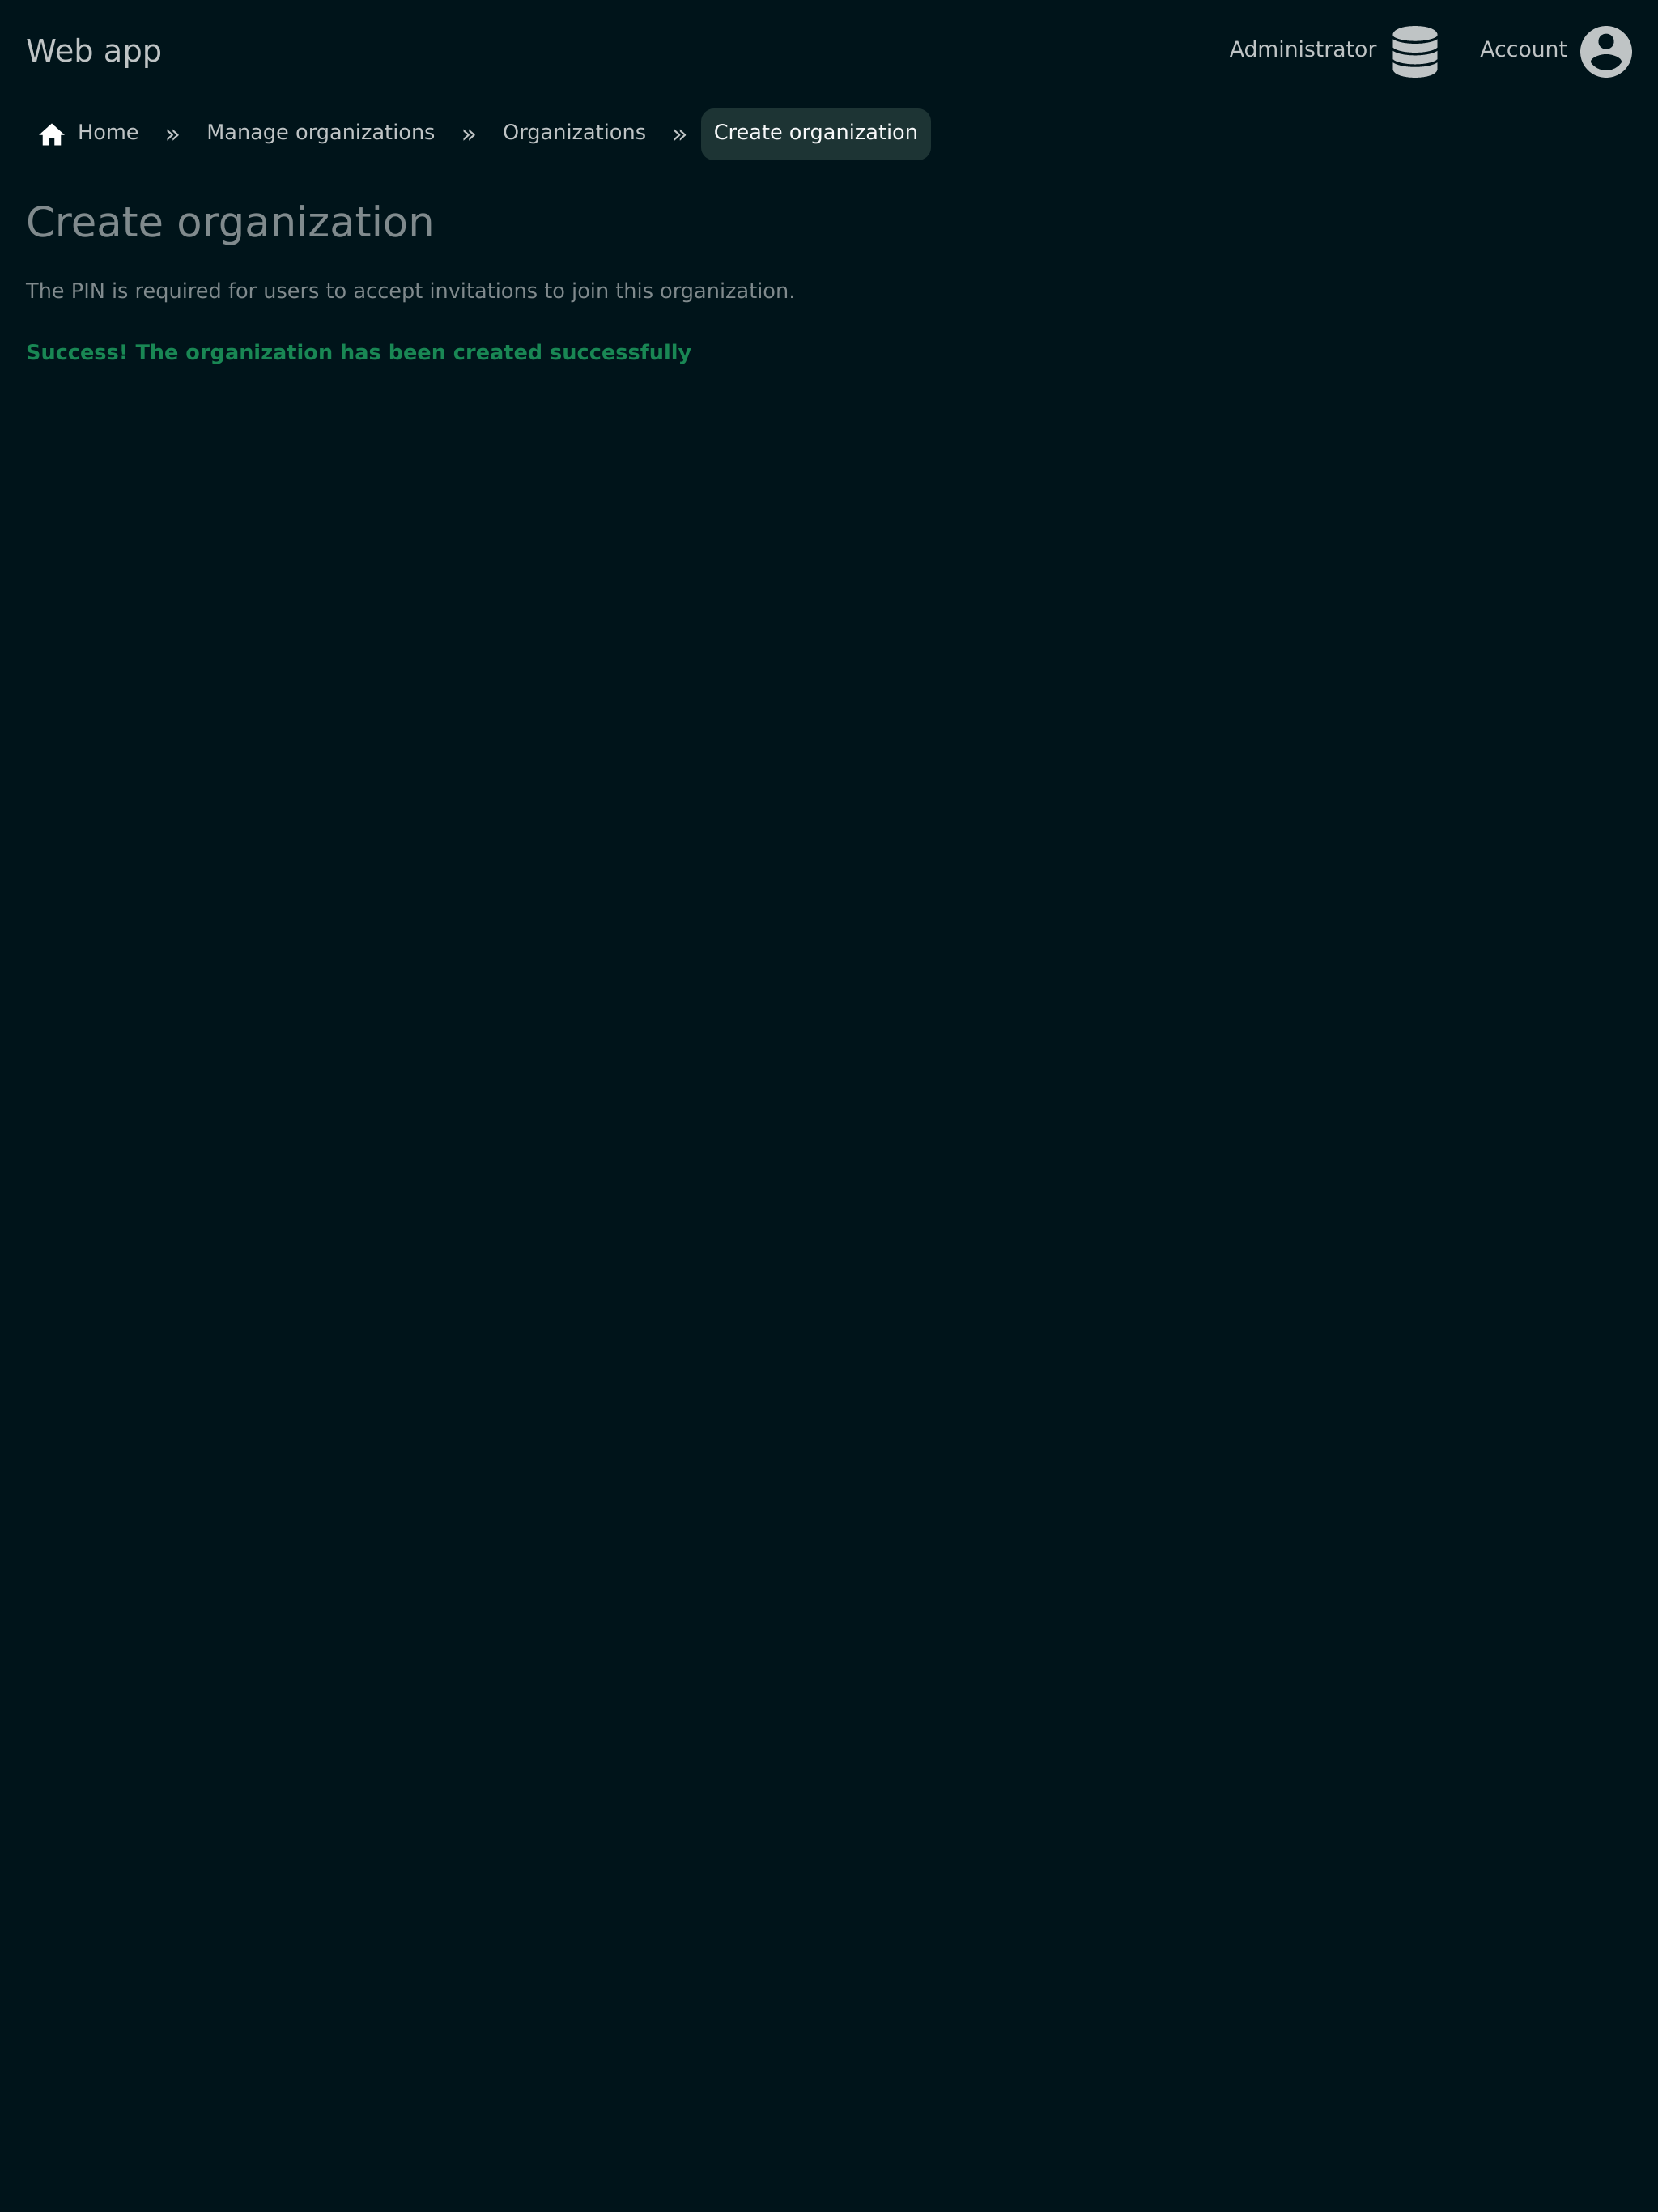 Web app
Administrator
Account
Home » Manage organizations » Organizations » Create organization
Create organization
The PIN is required for users to accept invitations to join this organization.
Success! The organization has been created successfully